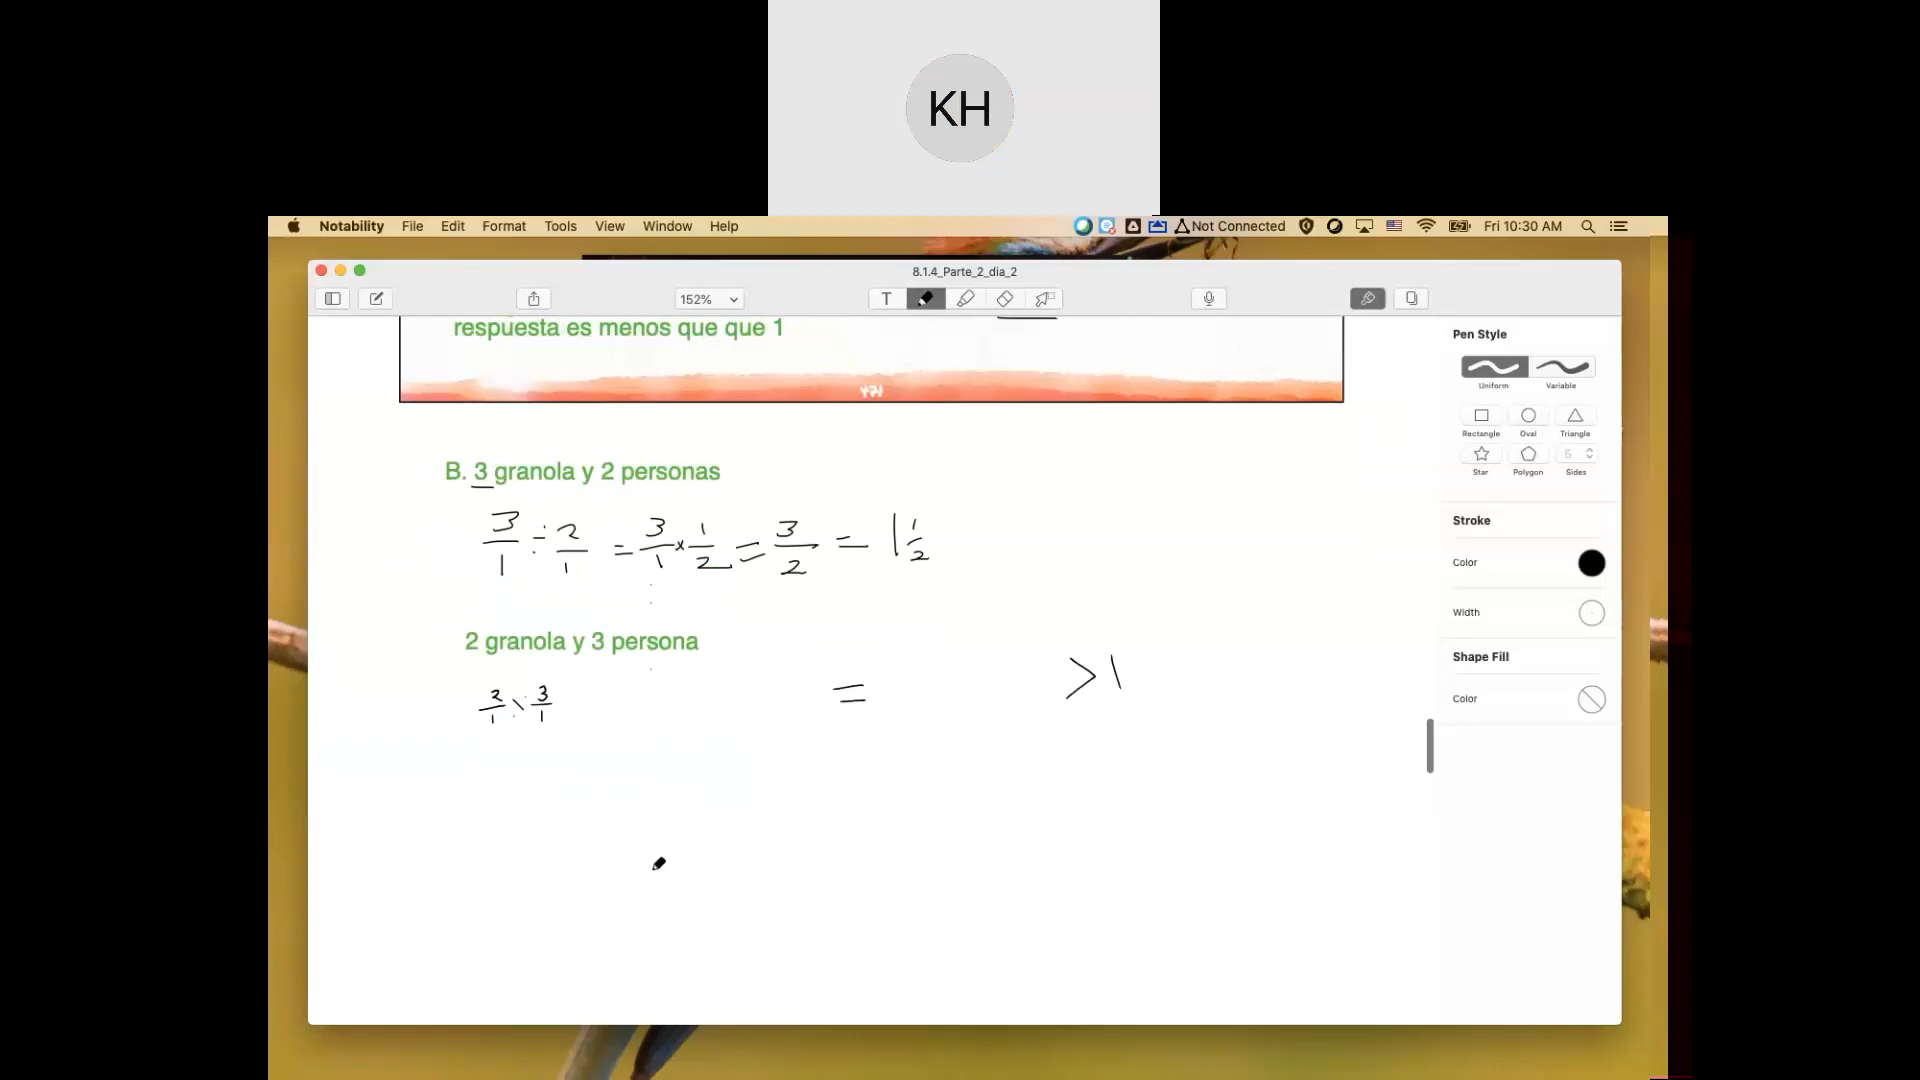 KH
Notability File Edit Format Tools View Window Help Not Connected Fri 10:30 AM
8.1.4_Parte_2_dia_2
152% T
respuesta es menos que que 1
Pen Style
Uniform Variable
Rectangle Oval Triangle
5
Star Polygon Sides
B. 3 granola y 2 personas
3/1 ÷ 2/1 = 3/1 × 1/2 = 3/2 = 1 1/2
Stroke
Color
Width
2 granola y 3 persona
Shape Fill
Color
2/1 ÷ 3/1 = > 1